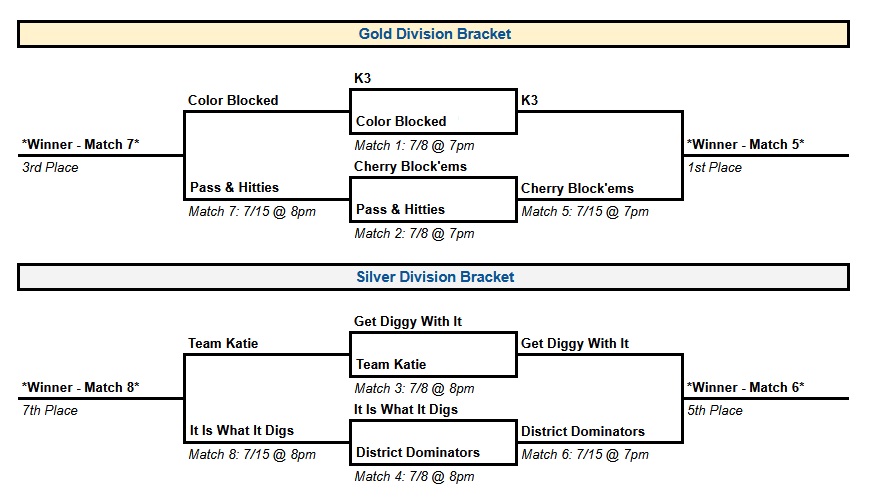 Gold Division Bracket
K3
Color Blocked
K3
Color Blocked
*Winner - Match 7*
*Winner - Match 5*
Match 1: 7/8 @ 7pm
3rd Place
Cherry Block'ems
1st Place
Pass & Hitties
Cherry Block'ems
Pass & Hitties
Match 7: 7/15 @ 8pm
Match 5: 7/15 @ 7pm
Match 2: 7/8 @ 7pm
Silver Division Bracket
Get Diggy With It
Team Katie
Get Diggy With It
Team Katie
*Winner - Match 8*
*Winner - Match 6*
Match 3: 7/8 @ 8pm
7th Place
It Is What It Digs
5th Place
It Is What It Digs
District Dominators
District Dominators
Match 8: 7/15 @ 8pm
Match 6: 7/15 @ 7pm
Match 4: 7/8 @ 8pm